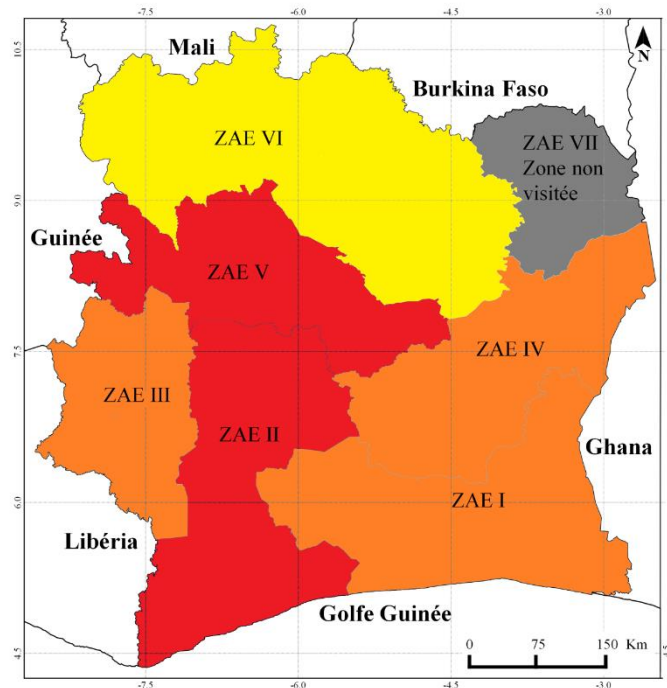 -7.5 -6.0 -4.5 -3.0
10.5
Mali
N
Burkina Faso
ZAE VI
ZAE VII
Zone non
visitée
9.0
Guinée
ZAE V
7.5
ZAE IV
ZAE III
ZAE II
Ghana
6.0
ZAE I
Libéria
Golfe Guinée
0 75 150 Km
4.5 4.5
-7.5 -6.0 -4.5 -3.0